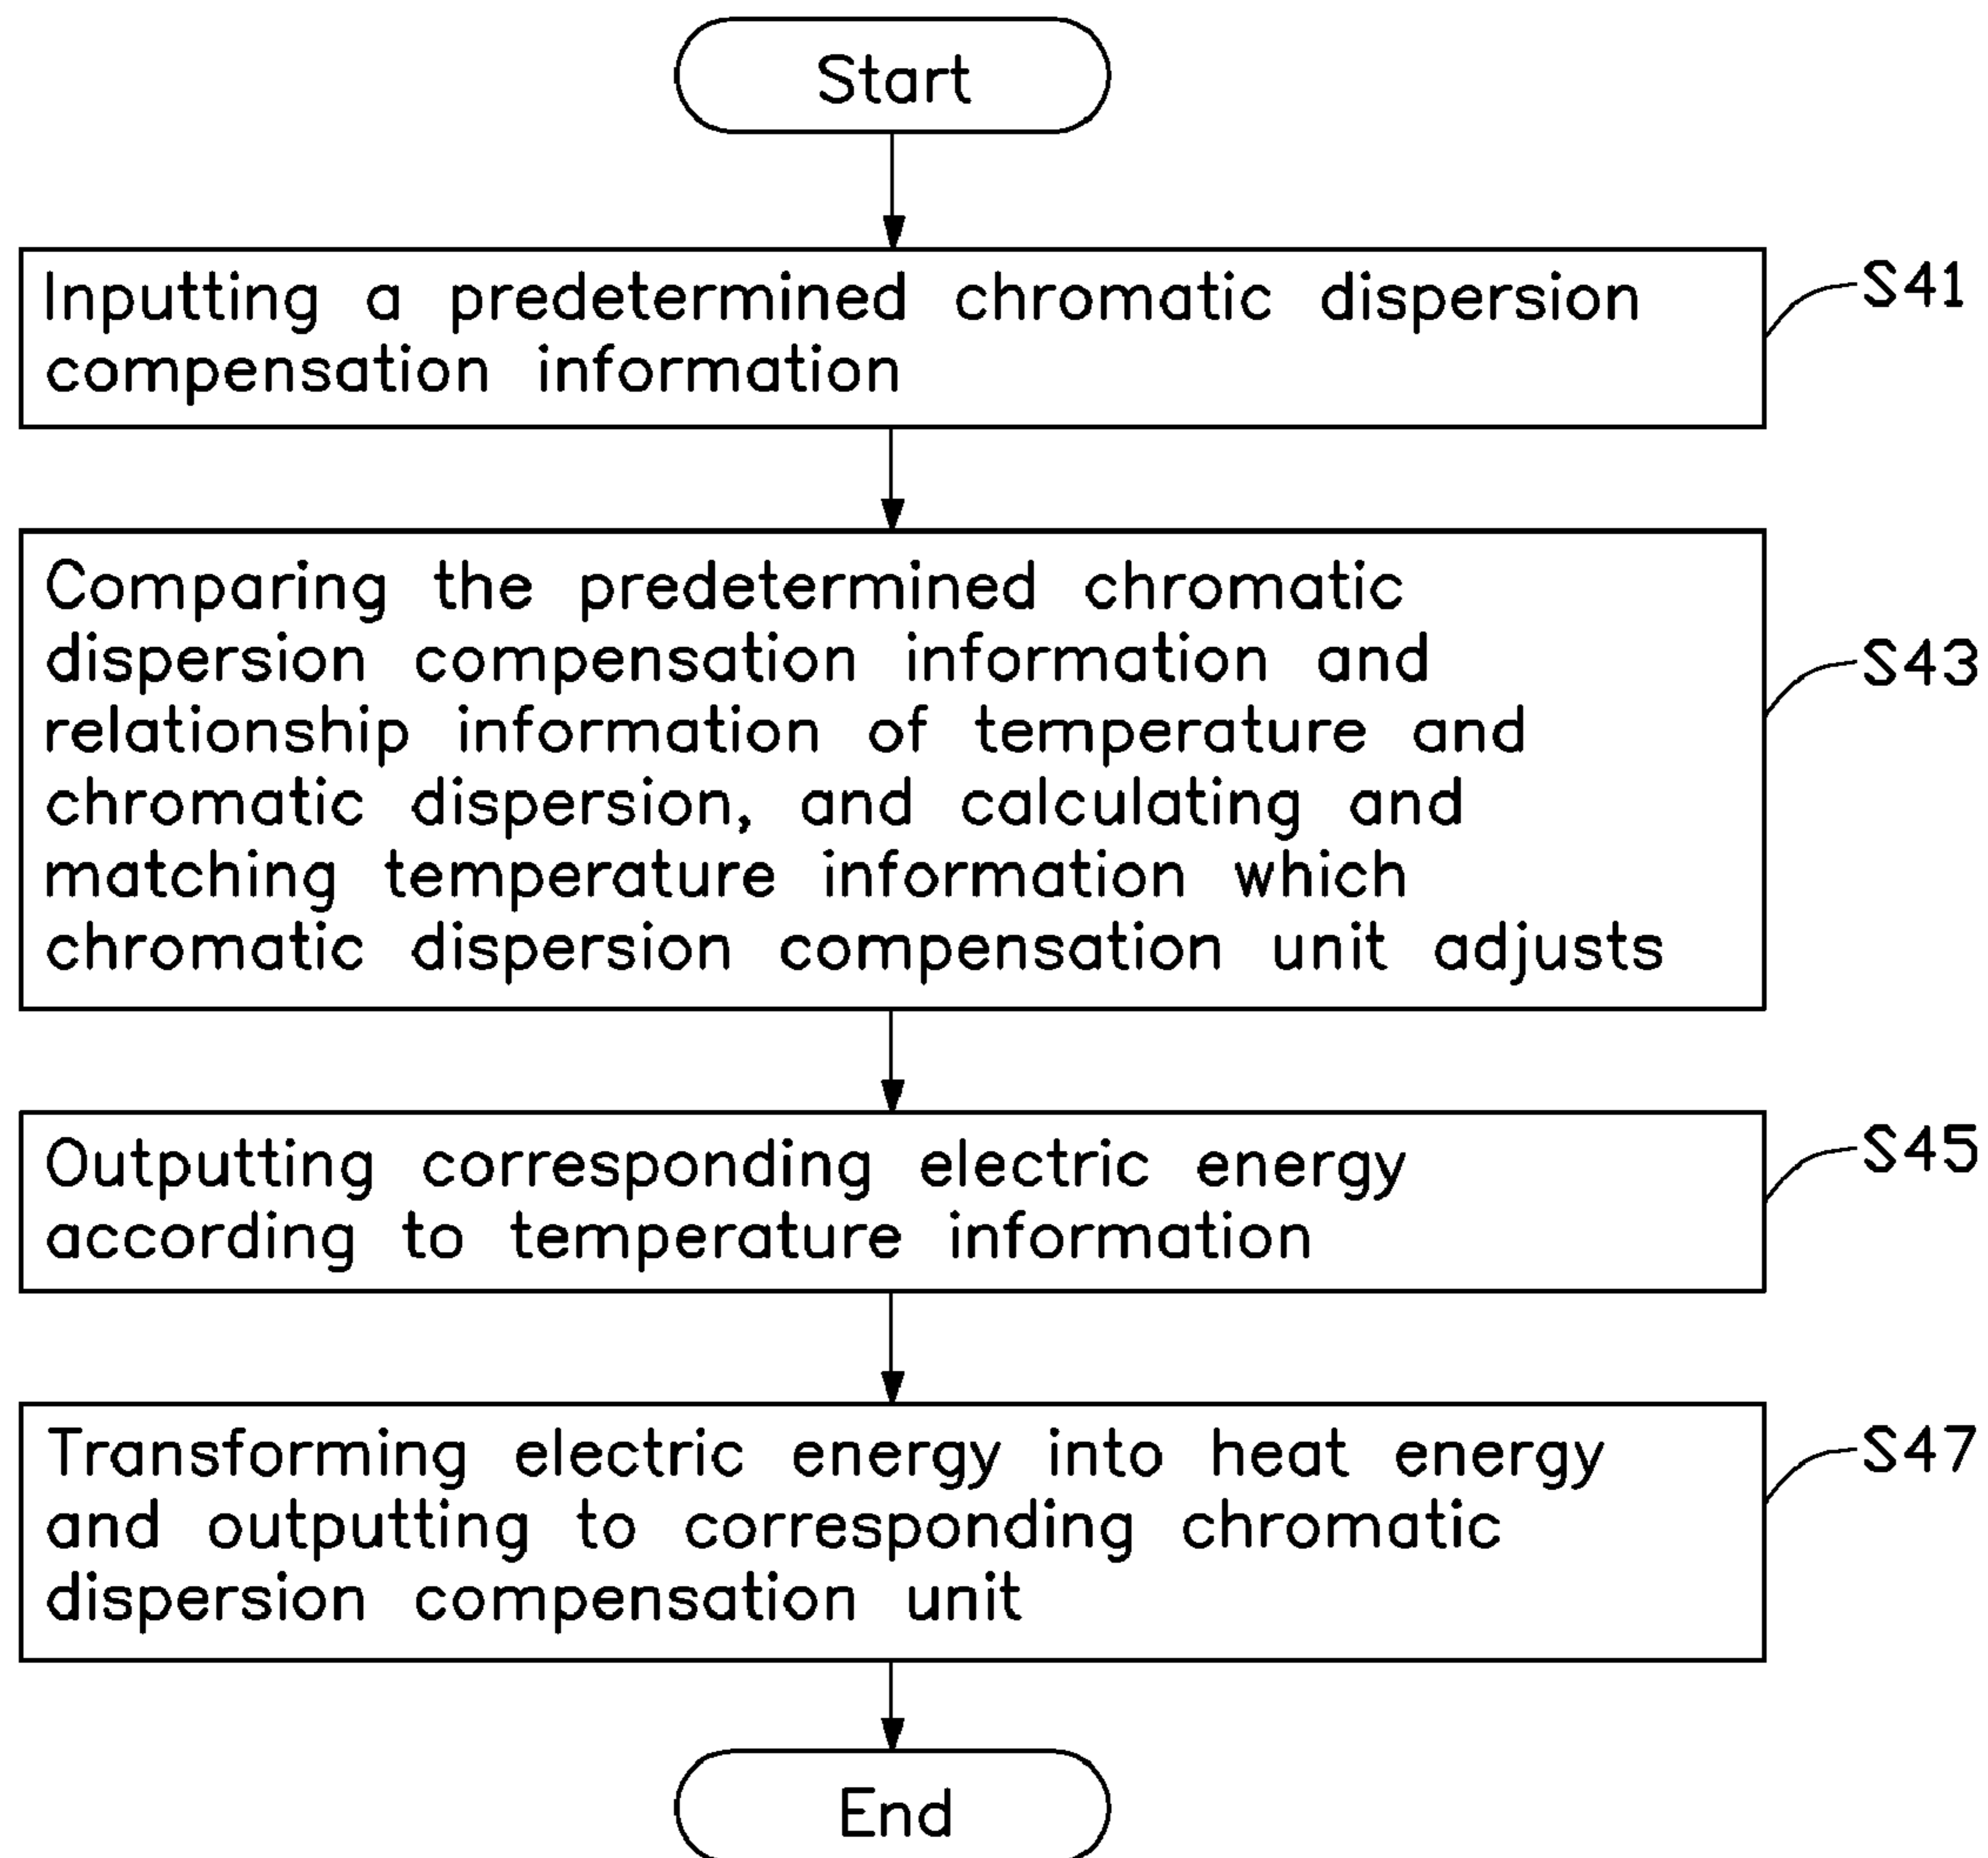 Start
Inputting a predetermined chromatic dispersion
compensation information
S41
Comparing the predetermined chromatic
dispersion compensation information and
relationship information of temperature and
chromatic dispersion, and calculating and
matching temperature information which
chromatic dispersion compensation unit adjusts
S43
Outputting corresponding electric energy
according to temperature information
S45
Transforming electric energy into heat energy
and outputting to corresponding chromatic
dispersion compensation unit
S47
End